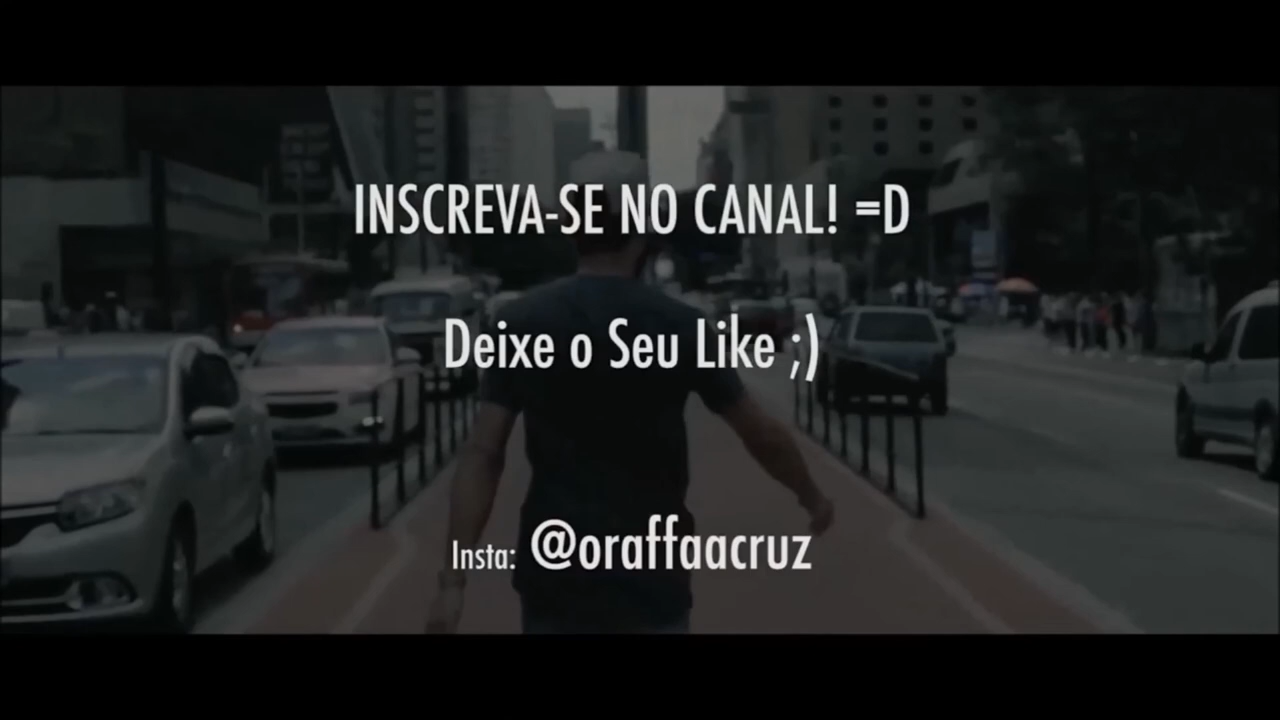 INSCREVA-SE NO CANAL! =D
Deixe o Seu Like ;)
Insta: @oraffaacruz